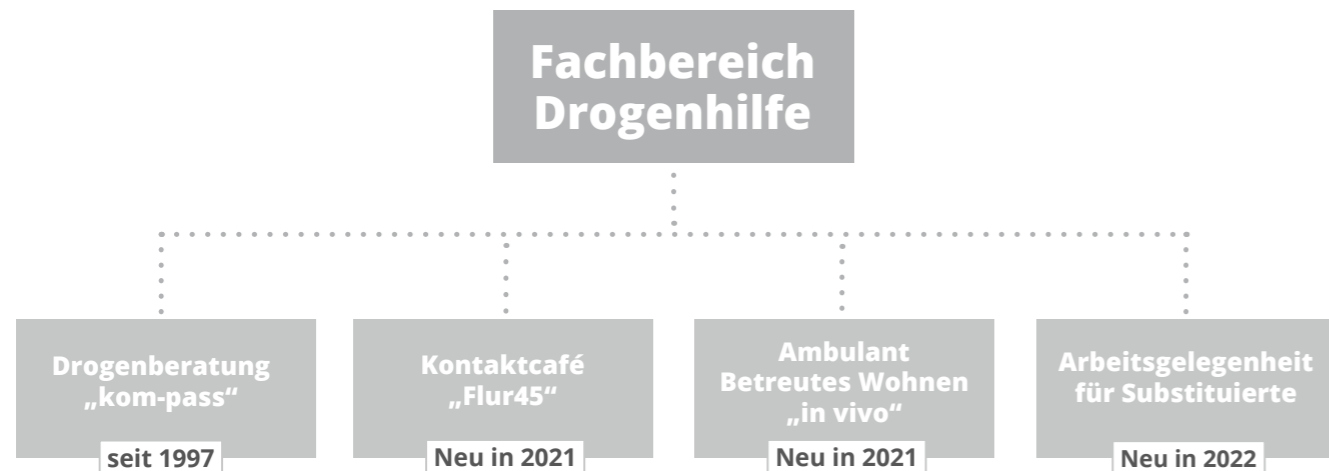 Fachbereich
Drogenhilfe
Drogenberatung
„kom-pass“
seit 1997
Kontaktcafé
„Flur45“
Neu in 2021
Ambulant
Betreutes Wohnen
„in vivo“
Neu in 2021
Arbeitsgelegenheit
für Substituierte
Neu in 2022